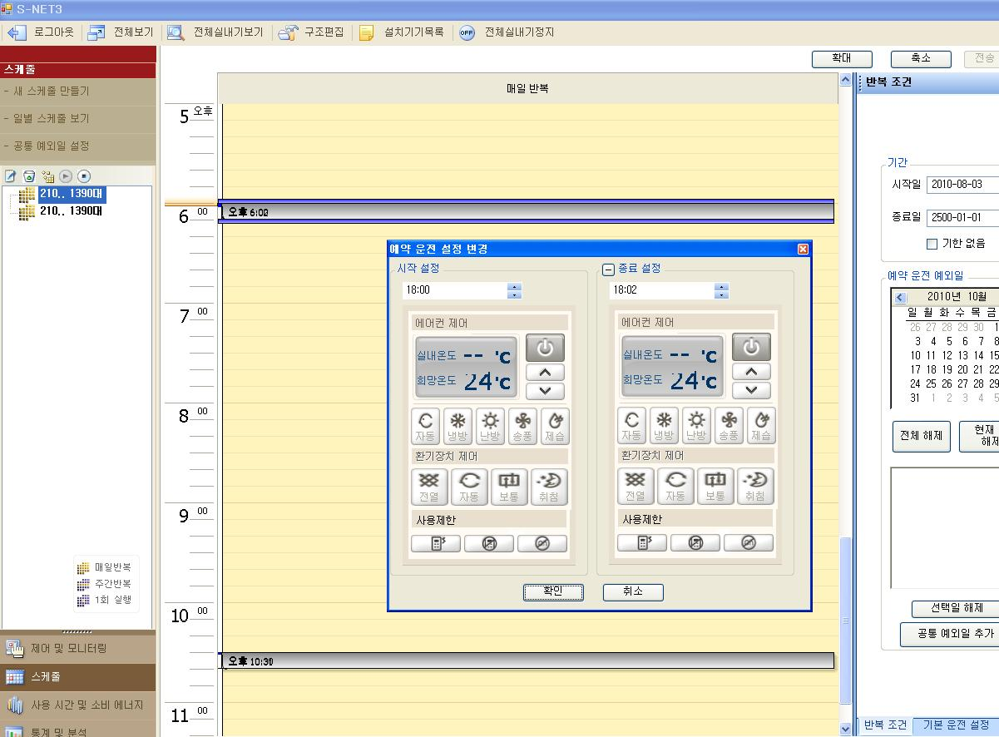 S-NET3
로그아웃 전체보기 전체실내기보기 구조편집 설치기기목록 OFF 전체실내기정지
확대 축소 전송
스케줄
- 새 스케줄 만들기
- 일별 스케줄 보기
- 공통 예외일 설정
210.. 1390대
210.. 1390대
매일반복
주간반복
1회 실행
제어 및 모니터링
스케줄
사용 시간 및 소비 에너지
통계 및 분석
매일 반복
5 오후
오후 6:00
6 00
7 00
8 00
9 00
10 00
오후 10:30
11 00
예약 운전 설정 변경
시작 설정
18:00
에어컨 제어
실내온도 -- °C
희망온도 24°C
자동 냉방 난방 송풍 제습
환기장치 제어
전열 자동 보통 취침
사용제한
종료 설정
18:02
에어컨 제어
실내온도 -- °C
희망온도 24°C
자동 냉방 난방 송풍 제습
환기장치 제어
전열 자동 보통 취침
사용제한
확인 취소
반복 조건
기간
시작일 2010-08-03
종료일 2500-01-01
기한 없음
예약 운전 예외일
2010년 10월
일 월 화 수 목 금
26 27 28 29 30 1
3 4 5 6 7 8
10 11 12 13 14 15
17 18 19 20 21 22
24 25 26 27 28 29
31 1 2 3 4 5
전체 해제
현재
해제
선택일 해제
공통 예외일 추가
반복 조건 기본 운전 설정